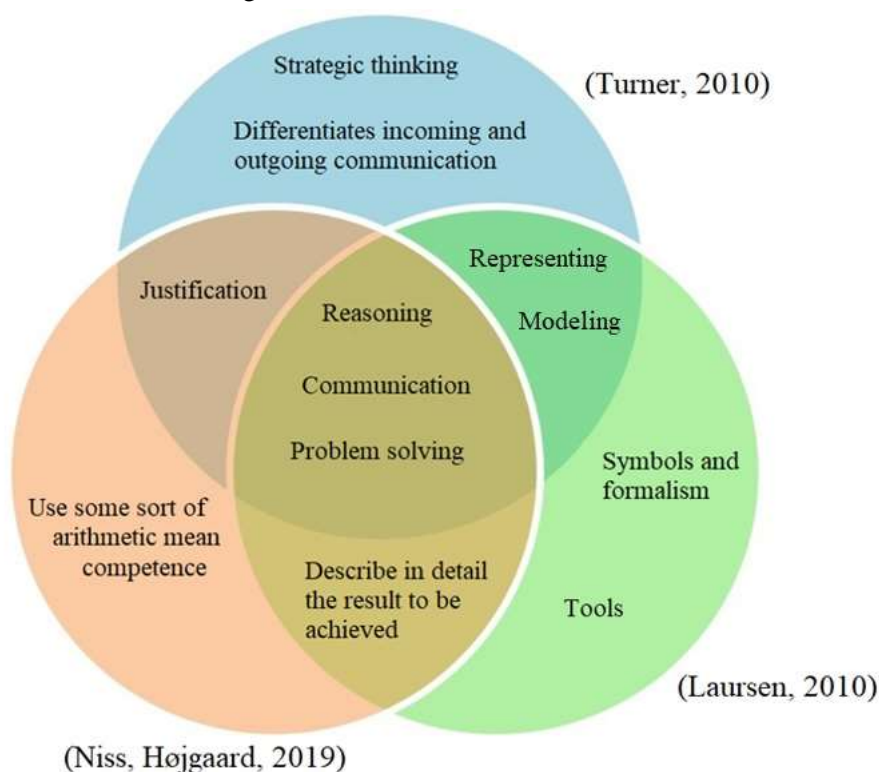 Strategic thinking
(Turner, 2010)
Differentiates incoming and
outgoing communication
Representing
Justification
Reasoning
Modeling
Communication
Problem solving
Symbols and
formalism
Use some sort of
arithmetic mean
competence
Describe in detail
the result to be
achieved
Tools
(Laursen, 2010)
(Niss, Højgaard, 2019)